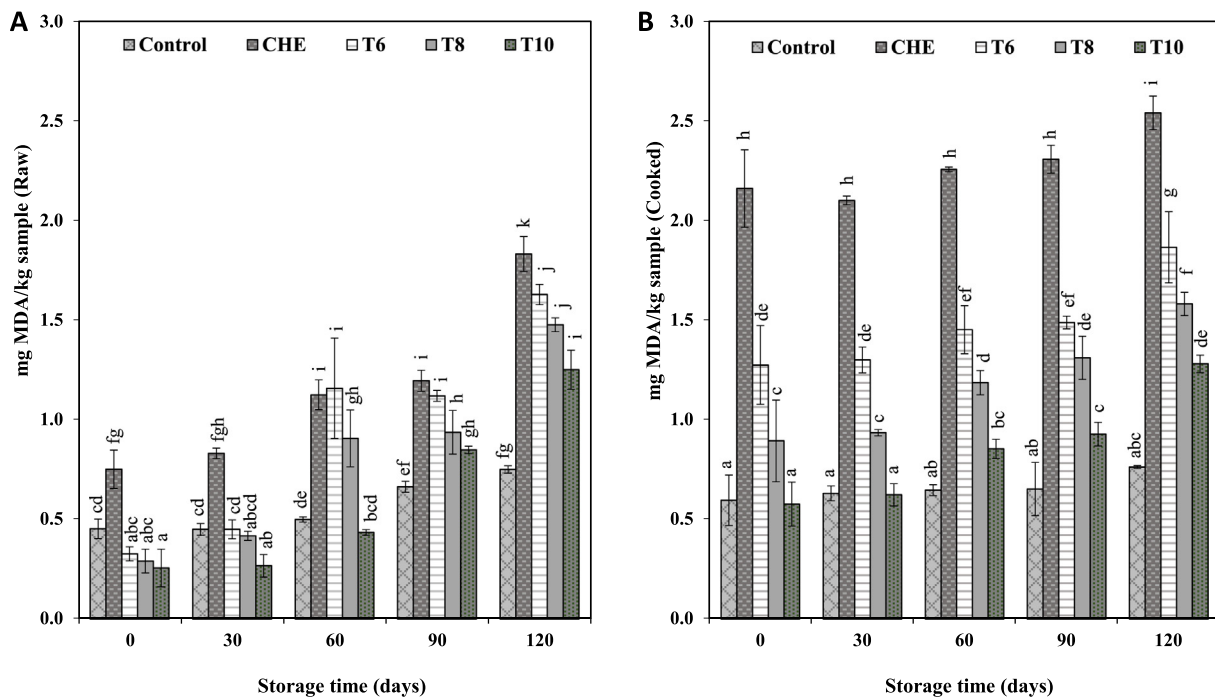 A
mg MDA/kg sample (Raw)
3.0
2.5
2.0
1.5
1.0
0.5
0.0
Control CHE T6 T8 T10
cd fg abc abc a
cd fgh cd abcd ab
de i i gh bcd
ef i i h gh
fg k j j i
0 30 60 90 120
Storage time (days)
B
mg MDA/kg sample (Cooked)
3.0
2.5
2.0
1.5
1.0
0.5
0.0
Control CHE T6 T8 T10
a h de c a
a h de c a
ab h ef d bc
ab h ef de c
abc i g f de
0 30 60 90 120
Storage time (days)